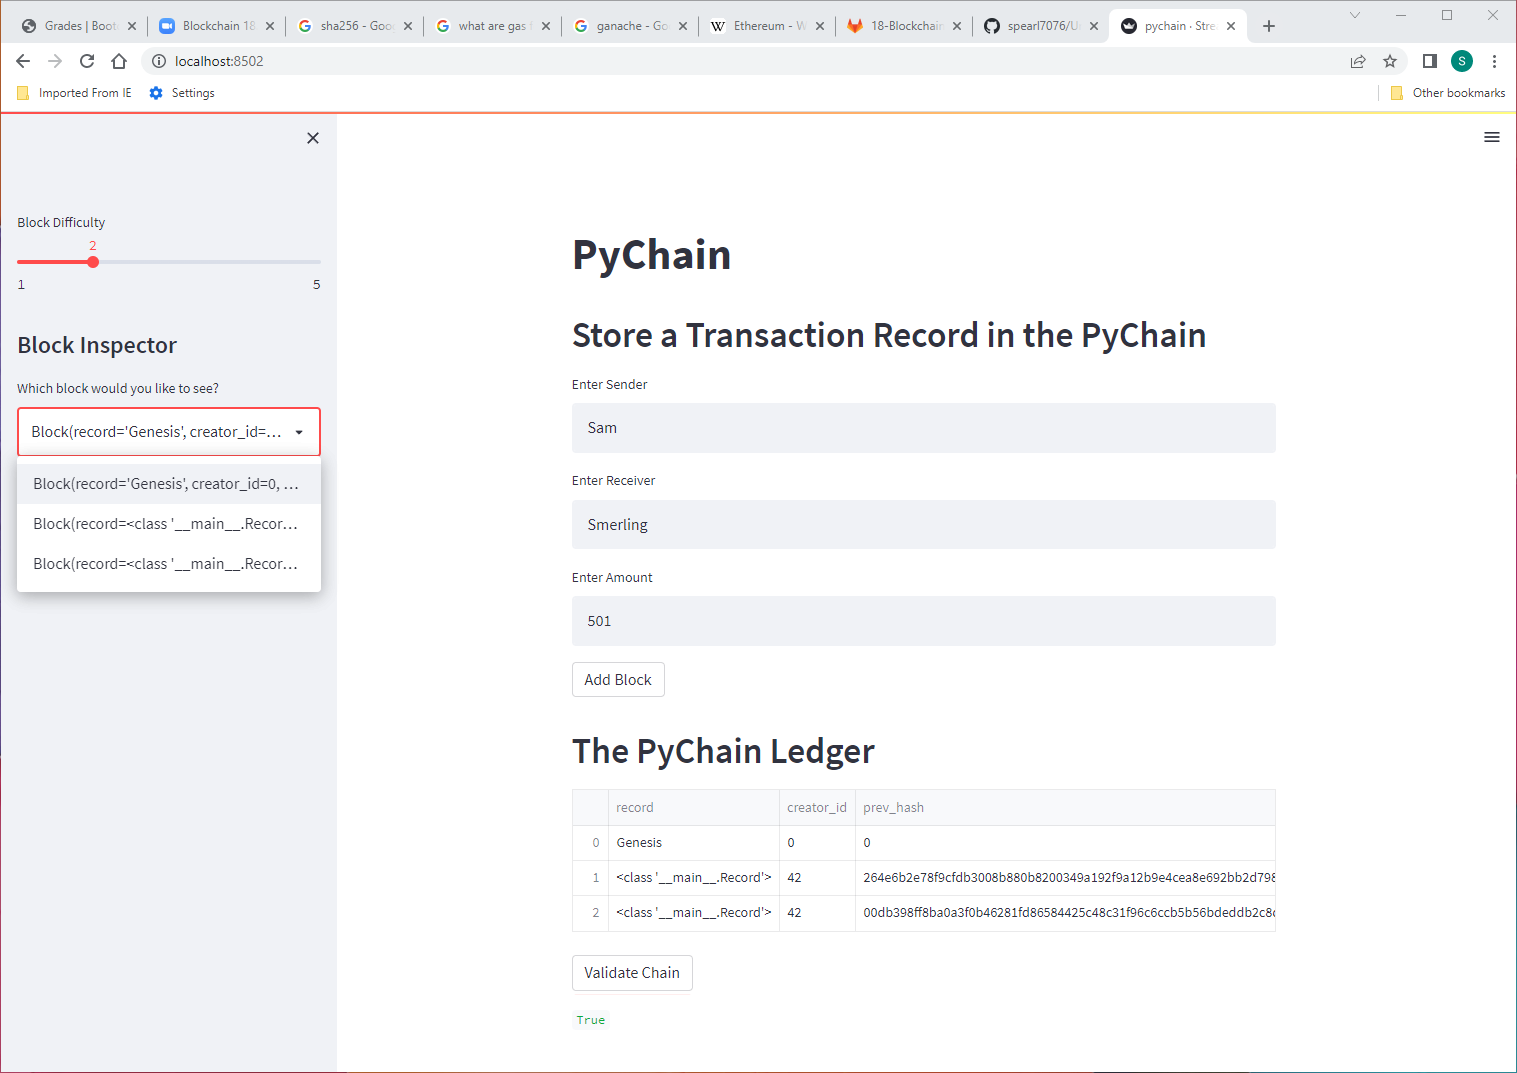 Grades | Boot
Blockchain 18
sha256 - Goo
what are gas
ganache - Go
Ethereum - W
18-Blockchain
spearl7076/U
pychain · Stre
localhost:8502
S
Imported From IE
Settings
Other bookmarks
Block Difficulty
2
1
5
Block Inspector
Which block would you like to see?
Block(record='Genesis', creator_id=...
Block(record='Genesis', creator_id=0, ...
Block(record=<class '__main__.Recor...
Block(record=<class '__main__.Recor...
PyChain
Store a Transaction Record in the PyChain
Enter Sender
Sam
Enter Receiver
Smerling
Enter Amount
501
Add Block
The PyChain Ledger
record creator_id prev_hash
0 Genesis 0 0
1 <class '__main__.Record'> 42 264e6b2e78f9cfdb3008b880b8200349a192f9a12b9e4cea8e692bb2d798
2 <class '__main__.Record'> 42 00db398ff8ba0a3f0b46281fd86584425c48c31f96c6ccb5b56bdeddb2c8c
Validate Chain
True